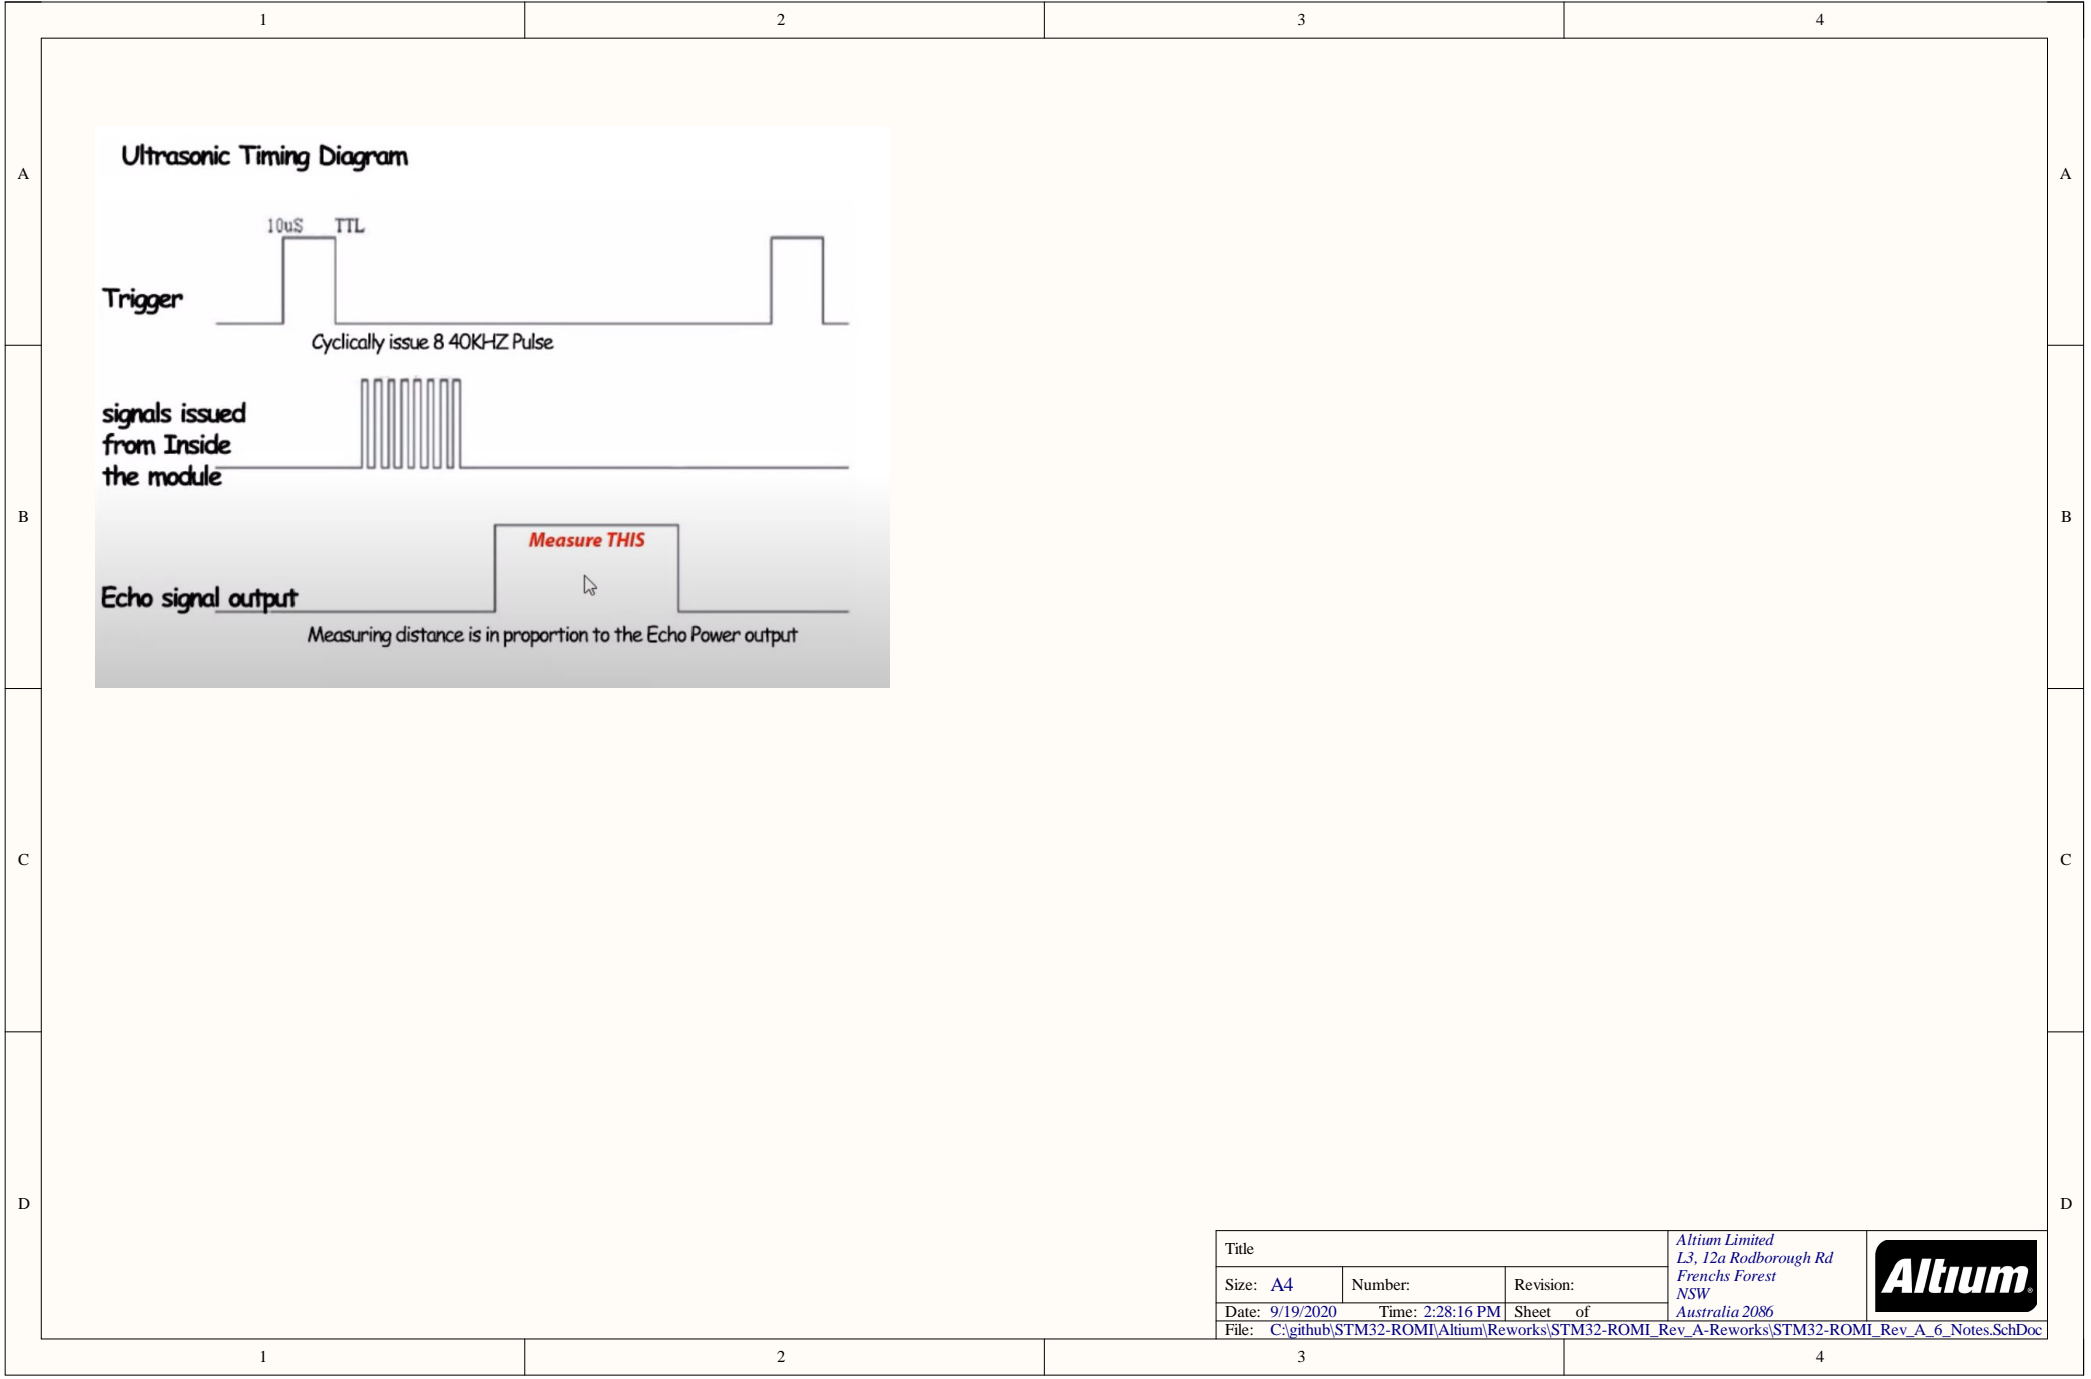 1 2 3 4
A A
Ultrasonic Timing Diagram
10uS TTL
Trigger
Cyclically issue 8 40KHZ Pulse
signals issued
from Inside
the module
B B
Measure THIS
Echo signal output
Measuring distance is in proportion to the Echo Power output
C C
D D
Title
Size: A4 Number: Revision:
Date: 9/19/2020 Time: 2:28:16 PM Sheet of
File: C:\github\STM32-ROMI\Altium\Reworks\STM32-ROMI_Rev_A-Reworks\STM32-ROMI_Rev_A_6_Notes.SchDoc
Altium Limited
L3, 12a Rodborough Rd
Frenchs Forest
NSW
Australia 2086
Altium®
1 2 3 4